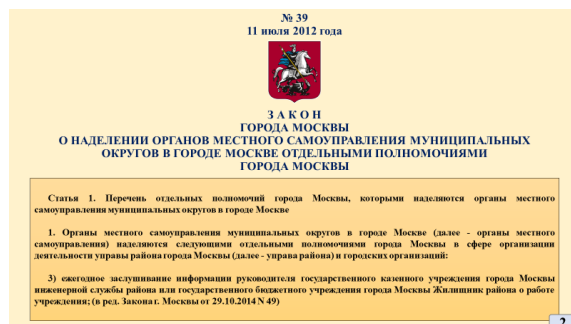 № 39
11 июля 2012 года
З А К О Н
ГОРОДА МОСКВЫ
О НАДЕЛЕНИИ ОРГАНОВ МЕСТНОГО САМОУПРАВЛЕНИЯ МУНИЦИПАЛЬНЫХ
ОКРУГОВ В ГОРОДЕ МОСКВЕ ОТДЕЛЬНЫМИ ПОЛНОМОЧИЯМИ
ГОРОДА МОСКВЫ
Статья 1. Перечень отдельных полномочий города Москвы, которыми наделяются органы местного
самоуправления муниципальных округов в городе Москве
1. Органы местного самоуправления муниципальных округов в городе Москве (далее - органы местного
самоуправления) наделяются следующими отдельными полномочиями города Москвы в сфере организации
деятельности управы района города Москвы (далее - управа района) и городских организаций:
3) ежегодное заслушивание информации руководителя государственного казенного учреждения города Москвы
инженерной службы района или государственного бюджетного учреждения города Москвы Жилищник района о работе
учреждения; (в ред. Закона г. Москвы от 29.10.2014 N 49)
2